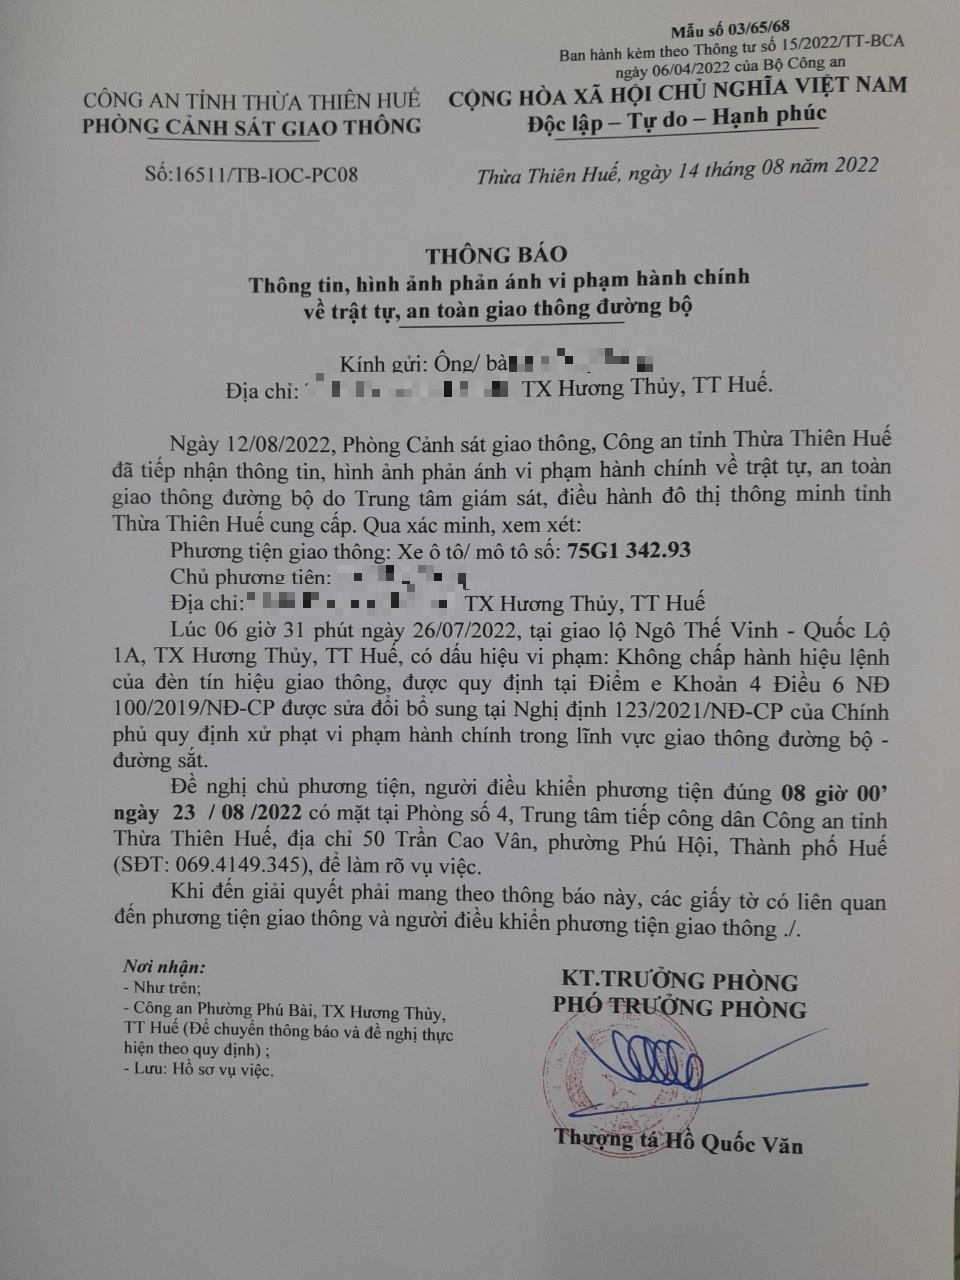 Mẫu số 03/65/68
Ban hành kèm theo Thông tư số 15/2022/TT-BCA
ngày 06/04/2022 của Bộ Công an
CÔNG AN TỈNH THỪA THIÊN HUẾ
PHÒNG CẢNH SÁT GIAO THÔNG
CỘNG HÒA XÃ HỘI CHỦ NGHĨA VIỆT NAM
Độc lập – Tự do – Hạnh phúc
Số:16511/TB-IOC-PC08
Thừa Thiên Huế, ngày 14 tháng 08 năm 2022
THÔNG BÁO
Thông tin, hình ảnh phản ánh vi phạm hành chính
về trật tự, an toàn giao thông đường bộ
Kính gửi: Ông/ bà
Địa chỉ: TX Hương Thủy, TT Huế.
Ngày 12/08/2022, Phòng Cảnh sát giao thông, Công an tỉnh Thừa Thiên Huế
đã tiếp nhận thông tin, hình ảnh phản ánh vi phạm hành chính về trật tự, an toàn
giao thông đường bộ do Trung tâm giám sát, điều hành đô thị thông minh tỉnh
Thừa Thiên Huế cung cấp. Qua xác minh, xem xét:
Phương tiện giao thông: Xe ô tô/ mô tô số: 75G1 342.93
Chủ phương tiên:
Địa chỉ: TX Hương Thủy, TT Huế
Lúc 06 giờ 31 phút ngày 26/07/2022, tại giao lộ Ngô Thế Vinh - Quốc Lộ
1A, TX Hương Thủy, TT Huế, có dấu hiệu vi phạm: Không chấp hành hiệu lệnh
của đèn tín hiệu giao thông, được quy định tại Điểm e Khoản 4 Điều 6 NĐ
100/2019/NĐ-CP được sửa đổi bổ sung tại Nghị định 123/2021/NĐ-CP của Chính
phủ quy định xử phạt vi phạm hành chính trong lĩnh vực giao thông đường bộ -
đường sắt.
Đề nghị chủ phương tiện, người điều khiển phương tiện đúng 08 giờ 00’
ngày 23 / 08 /2022 có mặt tại Phòng số 4, Trung tâm tiếp công dân Công an tỉnh
Thừa Thiên Huế, địa chỉ 50 Trần Cao Vân, phường Phú Hội, Thành phố Huế
(SĐT: 069.4149.345), để làm rõ vụ việc.
Khi đến giải quyết phải mang theo thông báo này, các giấy tờ có liên quan
đến phương tiện giao thông và người điều khiển phương tiện giao thông ./.
Nơi nhận:
- Như trên;
- Công an Phường Phú Bài, TX Hương Thủy,
TT Huế (Để chuyển thông báo và đề nghị thực
hiện theo quy định) ;
- Lưu: Hồ sơ vụ việc.
KT.TRƯỞNG PHÒNG
PHÓ TRƯỞNG PHÒNG
Thượng tá Hồ Quốc Văn